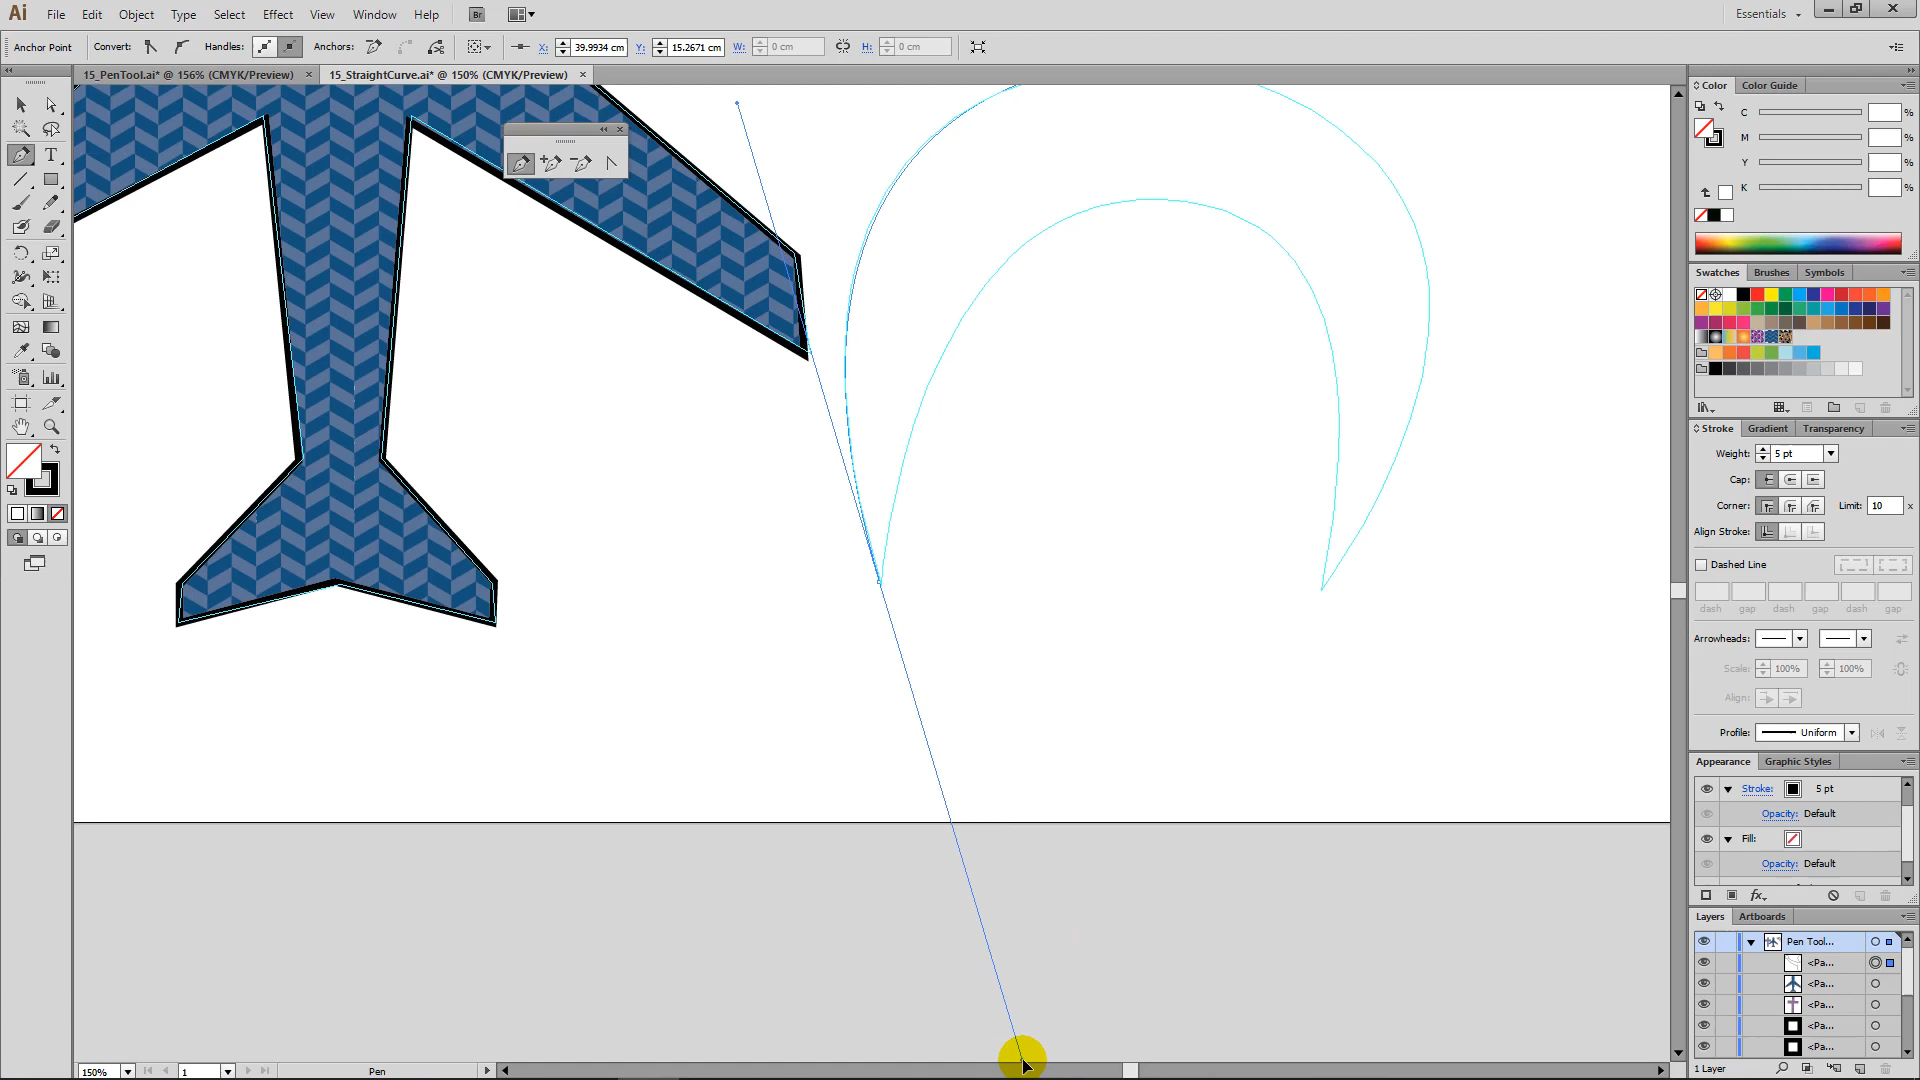 Ai File Edit Object Type Select Effect View Window Help Br Essentials
Anchor Point Convert: Handles: Anchors: X: 39.9934 cm Y: 15.2671 cm W: 0 cm H: 0 cm
15_PenTool.ai* @ 156% (CMYK/Preview) × 15_StraightCurve.ai* @ 150% (CMYK/Preview) ×
Color Color Guide
C %
M %
Y %
K %
Swatches Brushes Symbols
Stroke Gradient Transparency
Weight: 5 pt
Cap:
Corner: Limit: 10 x
Align Stroke:
Dashed Line
dash gap dash gap dash gap
Arrowheads:
Scale: 100% 100%
Align:
Profile: Uniform
Appearance Graphic Styles
Stroke: 5 pt
Opacity: Default
Fill:
Opacity: Default
fx
Layers Artboards
Pen Tool...
<Pa...
<Pa...
<Pa...
<Pa...
<Pa...
1 Layer
150% 1 Pen